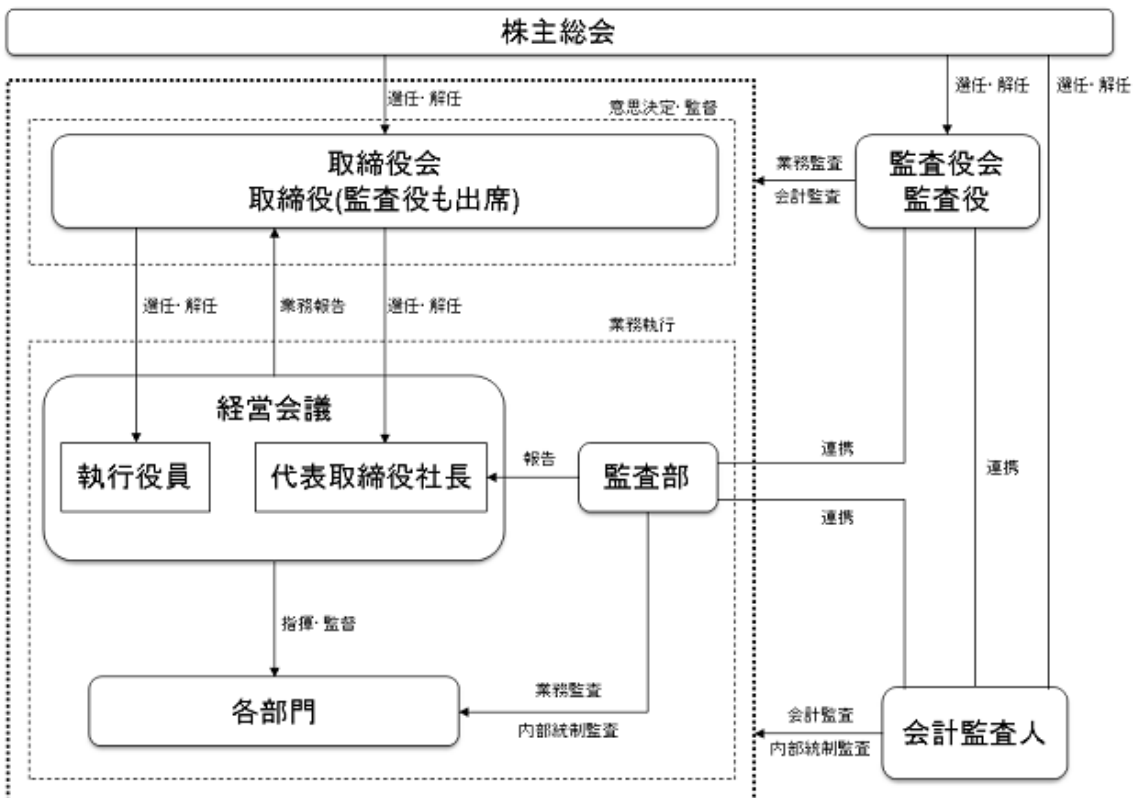 株主総会
選任・解任
選任・解任
選任・解任
意思決定・監督
取締役会
取締役(監査役も出席)
業務監査
会計監査
監査役会
監査役
選任・解任
業務報告
選任・解任
業務執行
経営会議
執行役員
代表取締役社長
報告
監査部
連携
連携
連携
指揮・監督
各部門
業務監査
内部統制監査
会計監査
内部統制監査
会計監査人